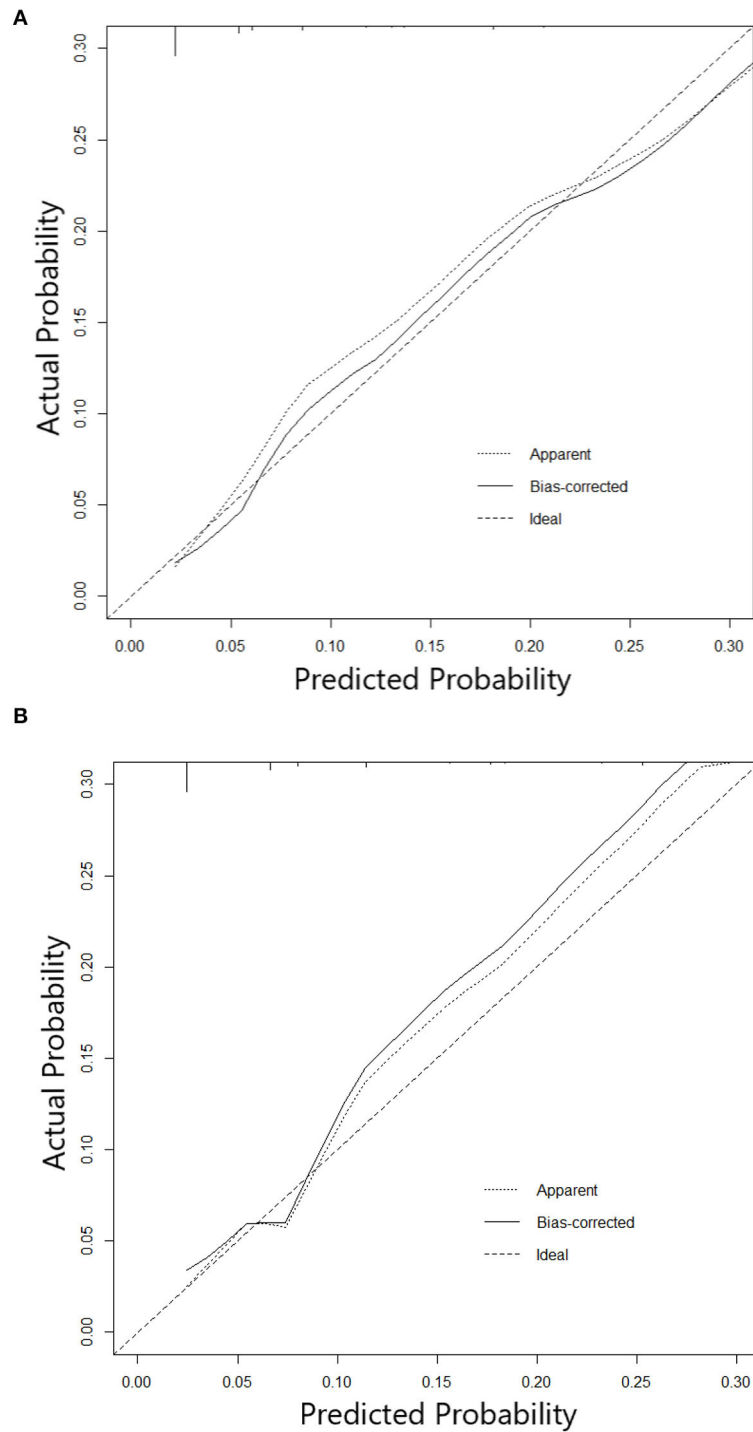 A
Actual Probability
0.30
0.25
0.20
0.15
0.10
0.05
0.00
Apparent
Bias-corrected
Ideal
0.00 0.05 0.10 0.15 0.20 0.25 0.30
Predicted Probability
B
Actual Probability
0.30
0.25
0.20
0.15
0.10
0.05
0.00
Apparent
Bias-corrected
Ideal
0.00 0.05 0.10 0.15 0.20 0.25 0.30
Predicted Probability